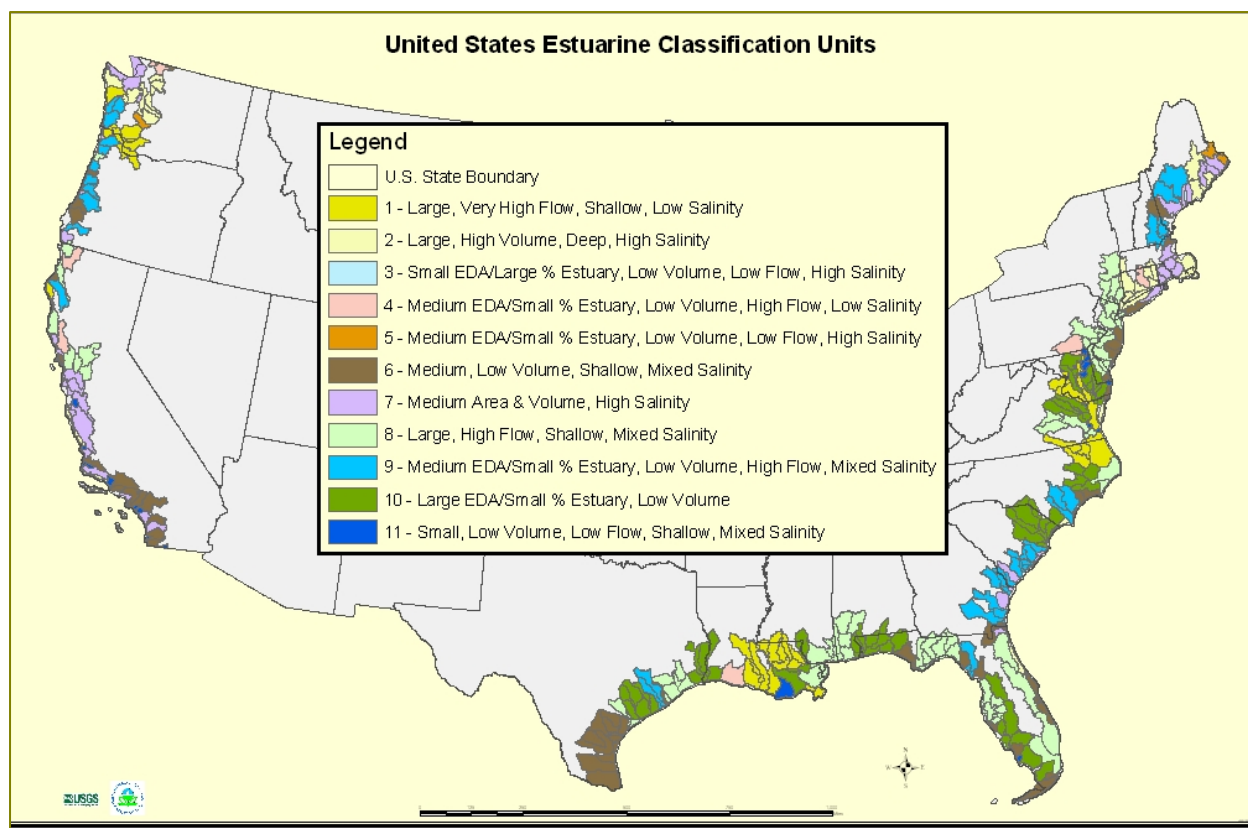 United States Estuarine Classification Units
Legend
U.S. State Boundary
1 - Large, Very High Flow, Shallow, Low Salinity
2 - Large, High Volume, Deep, High Salinity
3 - Small EDA/Large % Estuary, Low Volume, Low Flow, High Salinity
4 - Medium EDA/Small % Estuary, Low Volume, High Flow, Low Salinity
5 - Medium EDA/Small % Estuary, Low Volume, Low Flow, High Salinity
6 - Medium, Low Volume, Shallow, Mixed Salinity
7 - Medium Area & Volume, High Salinity
8 - Large, High Flow, Shallow, Mixed Salinity
9 - Medium EDA/Small % Estuary, Low Volume, High Flow, Mixed Salinity
10 - Large EDA/Small % Estuary, Low Volume
11 - Small, Low Volume, Low Flow, Shallow, Mixed Salinity
N
W E
S
USGS